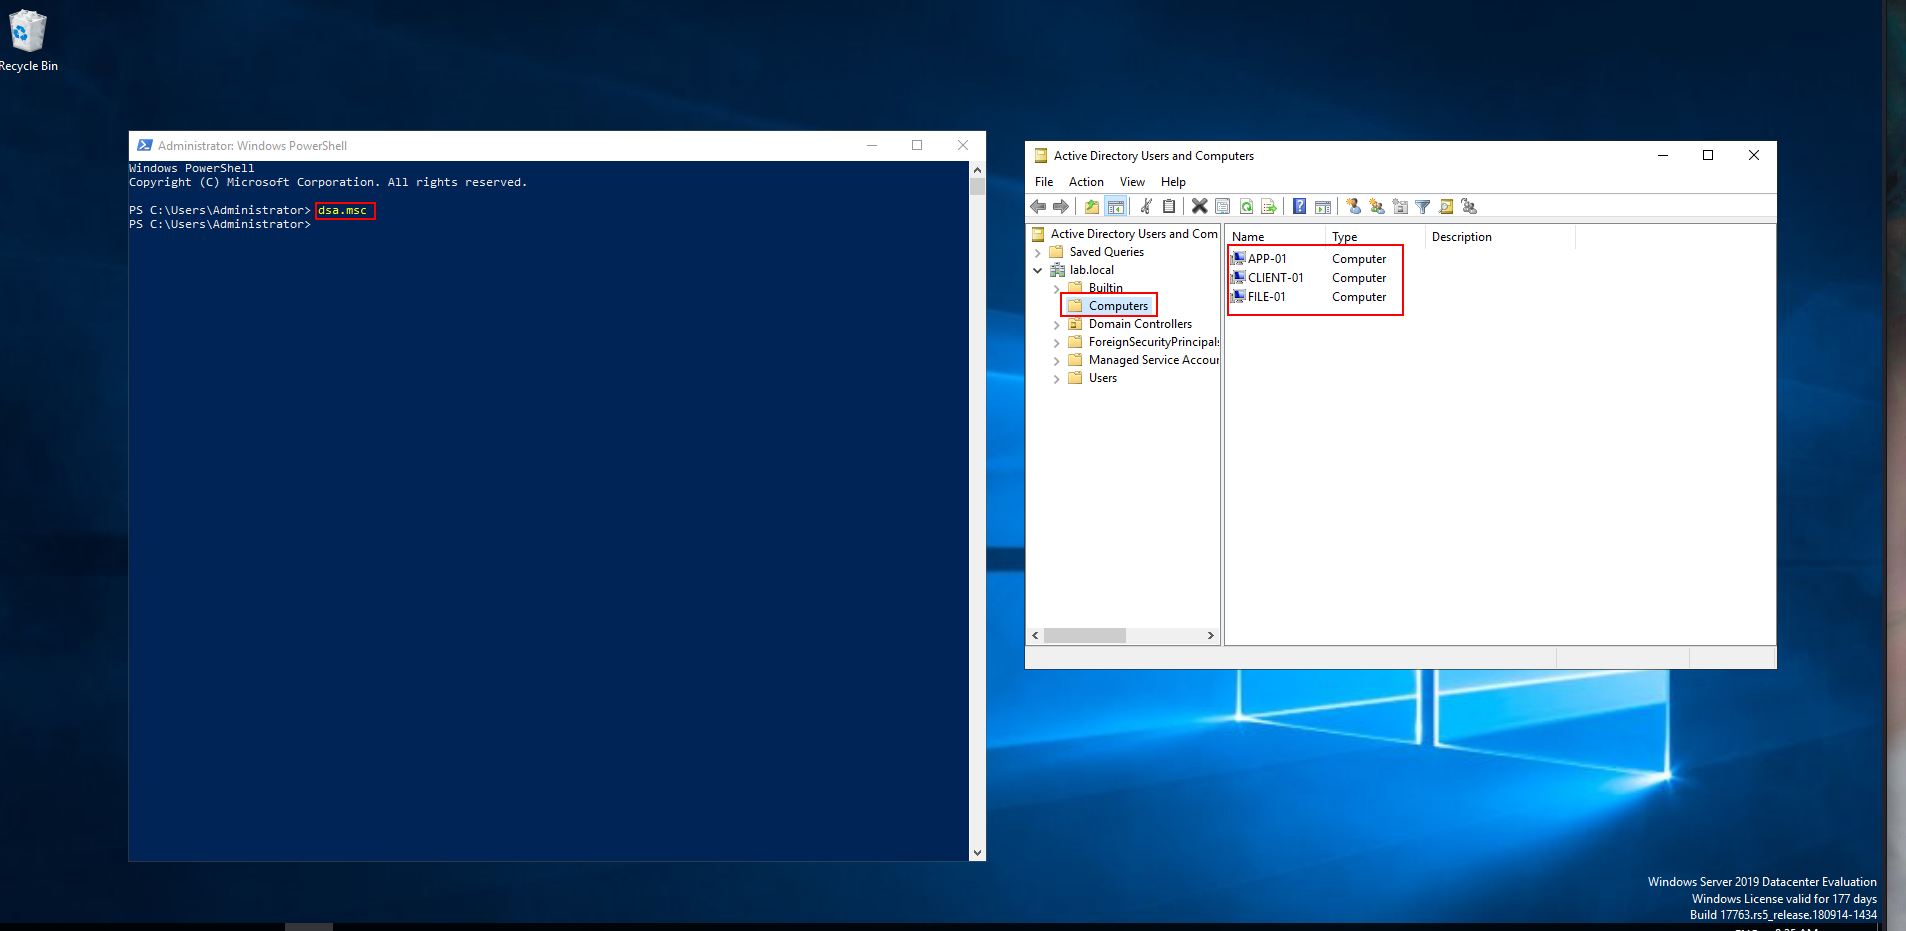 Recycle Bin
Administrator: Windows PowerShell
Windows PowerShell
Copyright (C) Microsoft Corporation. All rights reserved.
PS C:\Users\Administrator> dsa.msc
PS C:\Users\Administrator>
Active Directory Users and Computers
File Action View Help
Active Directory Users and Com
Saved Queries
lab.local
Builtin
Computers
Domain Controllers
ForeignSecurityPrincipals
Managed Service Accour
Users
Name Type Description
APP-01 Computer
CLIENT-01 Computer
FILE-01 Computer
Windows Server 2019 Datacenter Evaluation
Windows License valid for 177 days
Build 17763.rs5_release.180914-1434